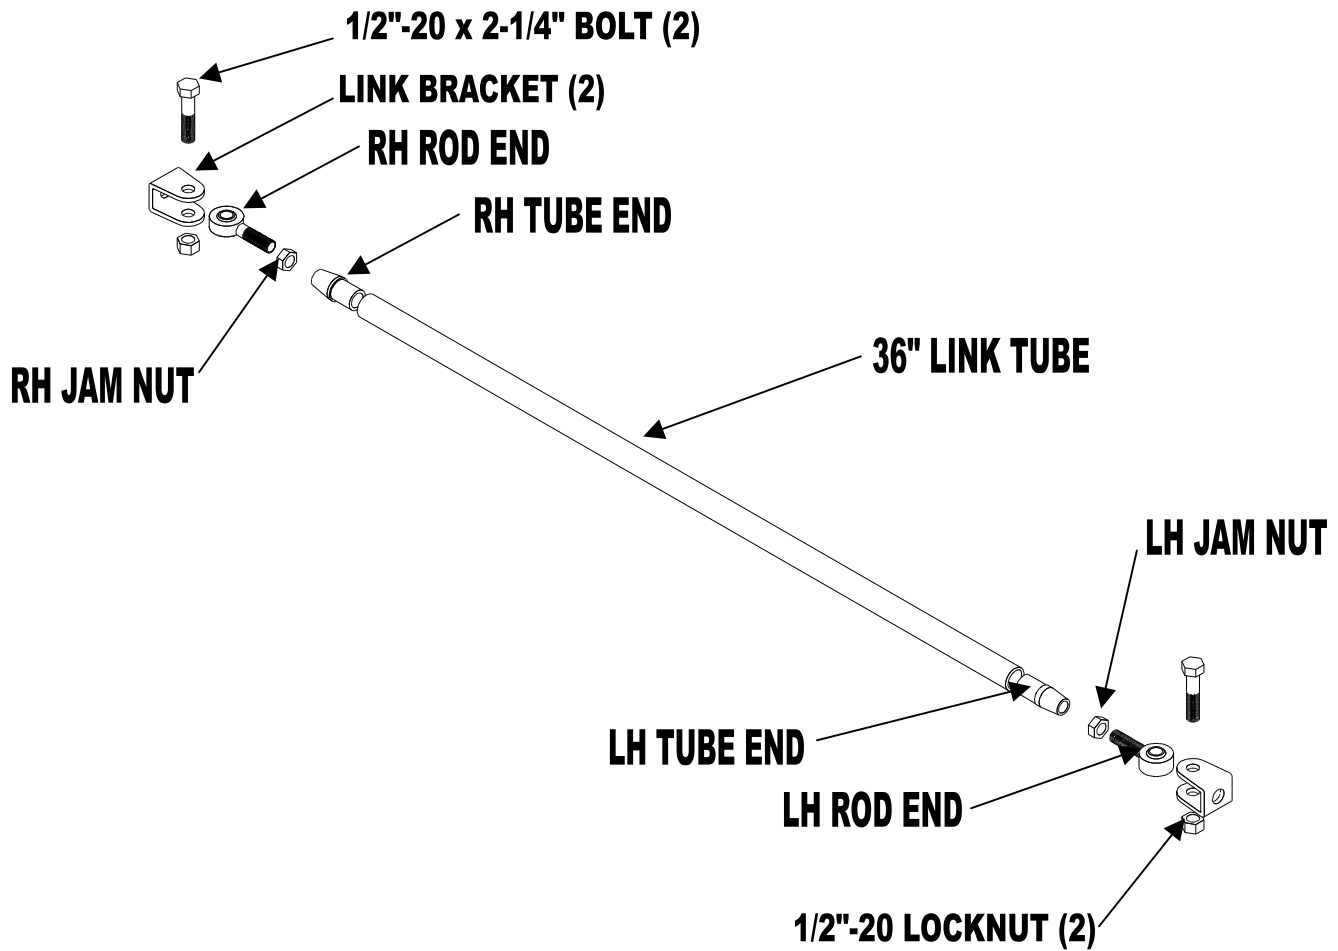 1/2"-20 x 2-1/4" BOLT (2)
LINK BRACKET (2)
RH ROD END
RH TUBE END
36" LINK TUBE
RH JAM NUT
LH JAM NUT
LH TUBE END
LH ROD END
1/2"-20 LOCKNUT (2)